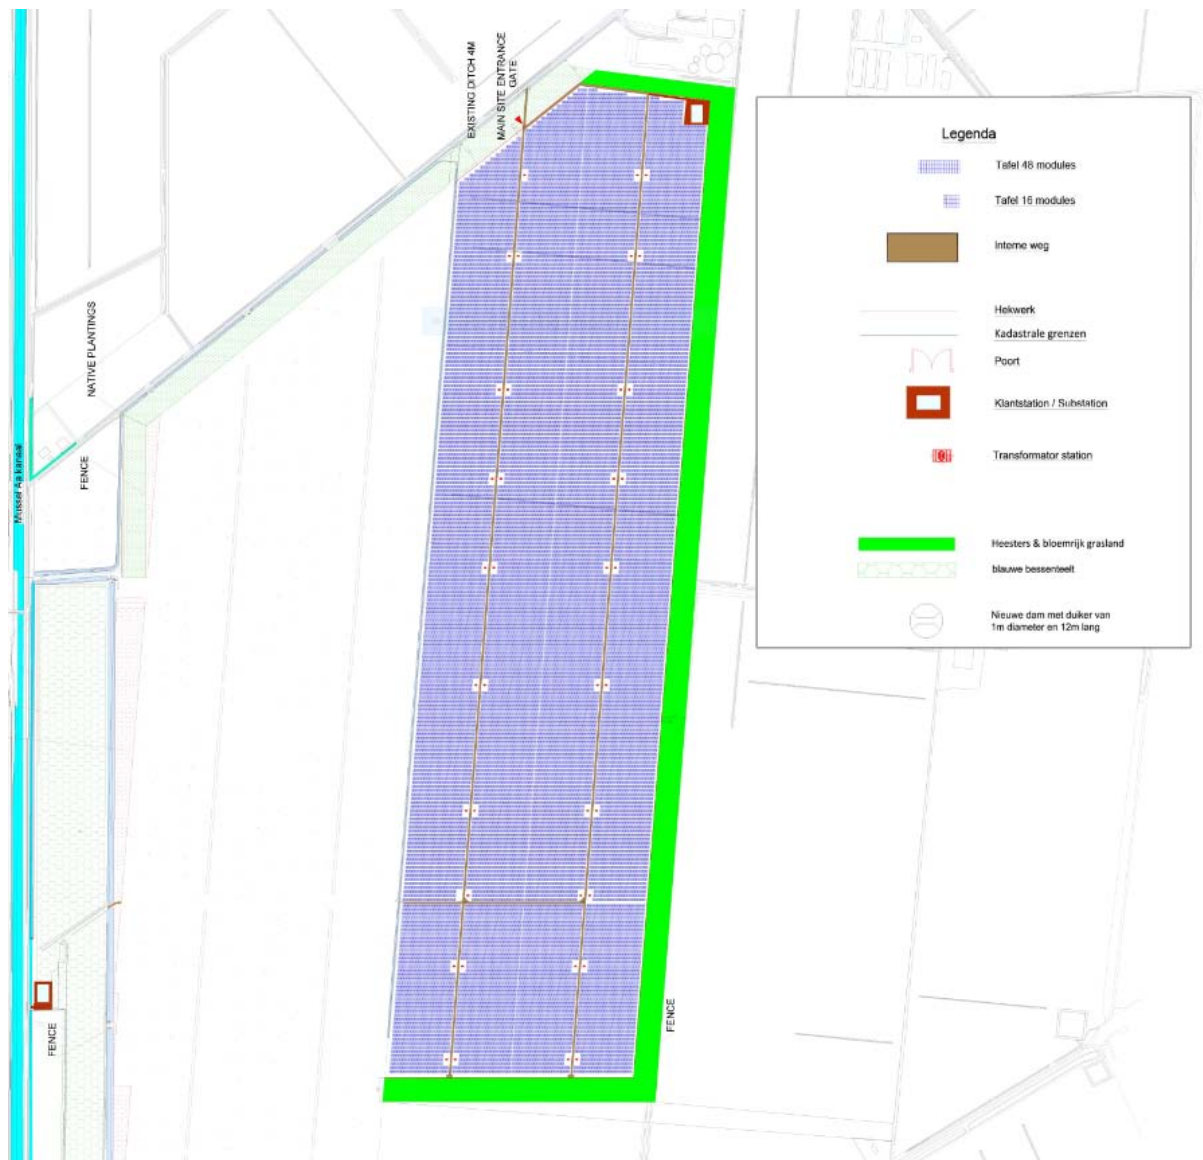 EXISTING DITCH 4M
MAIN SITE ENTRANCE
GATE
NATIVE PLANTINGS
FENCE
Mussel Aa kanaal
FENCE
FENCE
Legenda
Tafel 48 modules
Tafel 16 modules
Interne weg
Hekwerk
Kadastrale grenzen
Poort
Klantstation / Substation
Transformator station
Heesters & bloemrijk grasland
blauwe bessenteelt
Nieuwe dam met duiker van
1m diameter en 12m lang